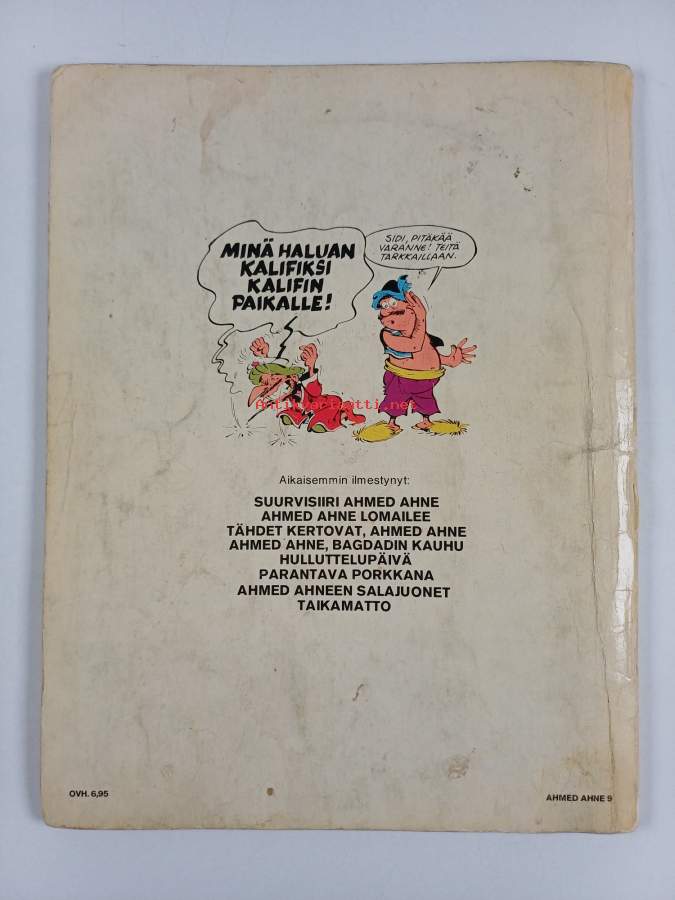 MINÄ HALUAN
KALIFIKSI
KALIFIN
PAIKALLE!
SIDI, PITÄKÄÄ
VARANNE! TEITÄ
TARKKAILLAAN.
Antikvariaatti.net
Aikaisemmin ilmestynyt:
SUURVISIIRI AHMED AHNE
AHMED AHNE LOMAILEE
TÄHDET KERTOVAT, AHMED AHNE
AHMED AHNE, BAGDADIN KAUHU
HULLUTTELUPÄIVÄ
PARANTAVA PORKKANA
AHMED AHNEEN SALAJUONET
TAIKAMATTO
OVH. 6,95
AHMED AHNE 9